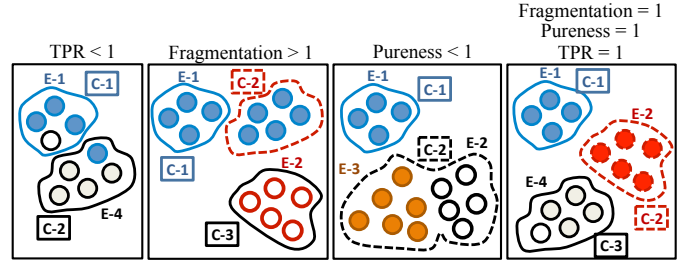 Fragmentation = 1
Pureness = 1
TPR < 1
Fragmentation > 1
Pureness < 1
TPR = 1
E-1
C-1
E-4
C-2
E-1
C-2
C-1
E-2
C-3
E-1
C-1
C-2
E-2
E-3
E-1
C-1
E-2
E-4
C-2
C-3